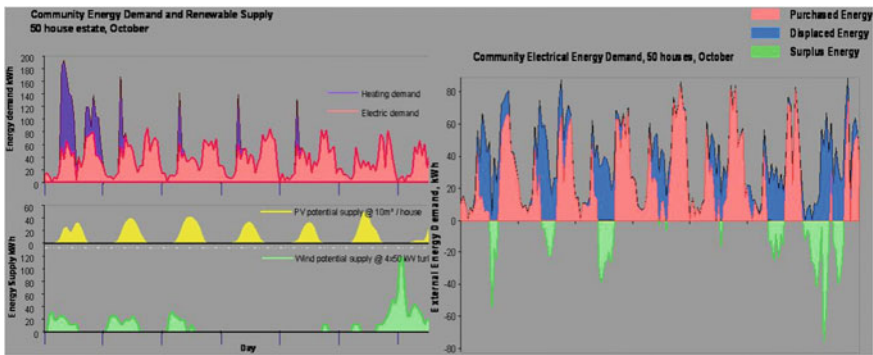 Community Energy Demand and Renewable Supply
50 house estate, October
Energy demand kWh
200
180
160
140
120
100
80
60
40
20
0
Heating demand
Electric demand
60
40
20
0
PV potential supply @ 10m² / house
Energy Supply kWh
120
100
80
60
40
20
0
Wind potential supply @ 4x50 kW turl
Day
Purchased Energy
Displaced Energy
Surplus Energy
Community Electrical Energy Demand, 50 houses, October
External Energy Demand, kWh
80
60
40
20
0
-20
-40
-60
-80